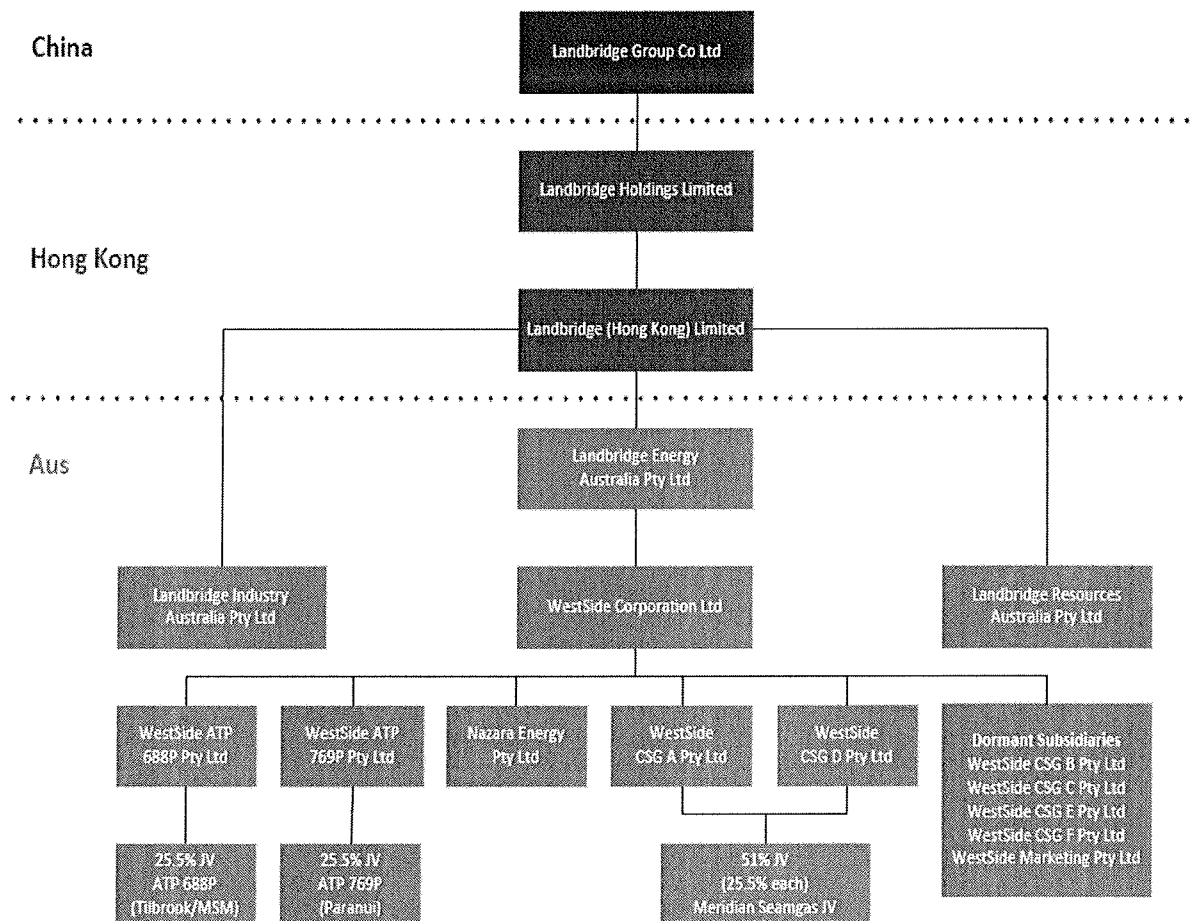 China
Landbridge Group Co Ltd
Landbridge Holdings Limited
Hong Kong
Landbridge (Hong Kong) Limited
Aus
Landbridge Energy
Australia Pty Ltd
Landbridge Industry
Australia Pty Ltd
WestSide Corporation Ltd
Landbridge Resources
Australia Pty Ltd
WestSide ATP
688P Pty Ltd
WestSide ATP
769P Pty Ltd
Nazara Energy
Pty Ltd
WestSide
CSG A Pty Ltd
WestSide
CSG D Pty Ltd
Dormant Subsidiaries
WestSide CSG B Pty Ltd
WestSide CSG C Pty Ltd
WestSide CSG E Pty Ltd
WestSide CSG F Pty Ltd
WestSide Marketing Pty Ltd
25.5% JV
ATP 688P
(Tilbrook/MSM)
25.5% JV
ATP 769P
(Paranui)
51% JV
(25.5% each)
Meridian Seamgas JV